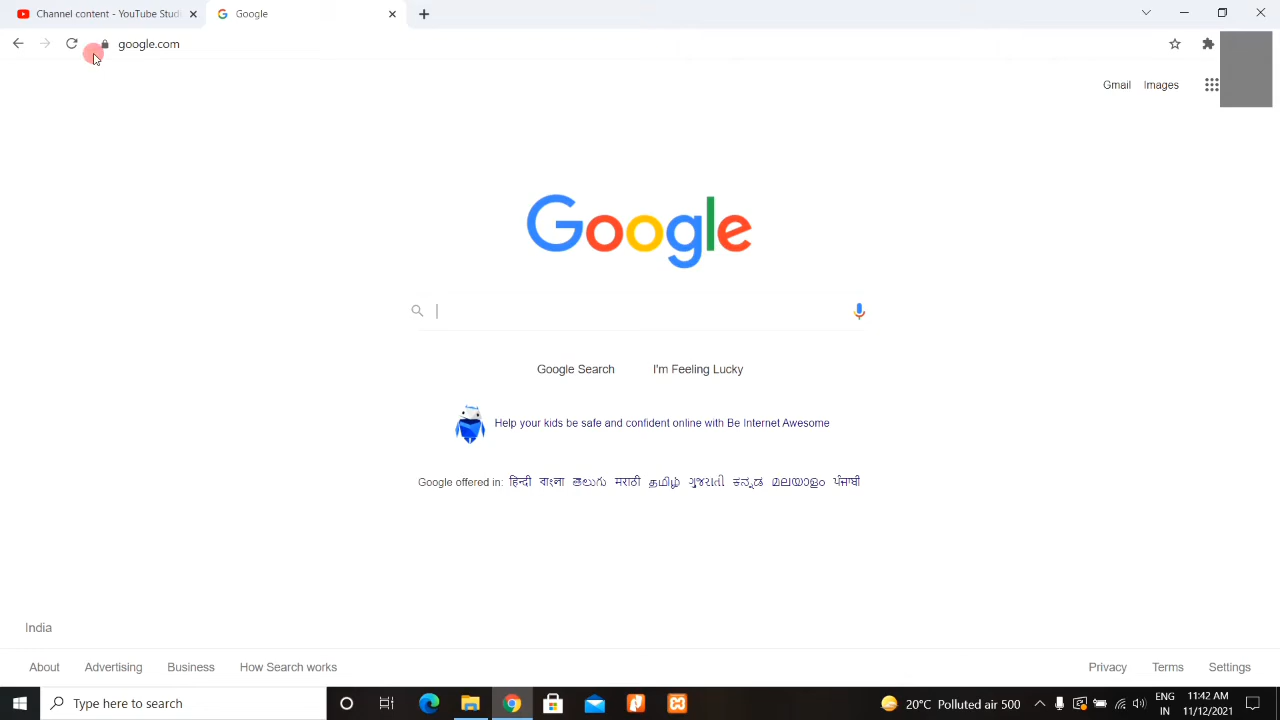 Channel content - YouTube Studi
Google
google.com
Gmail Images
Google
Google Search I'm Feeling Lucky
Help your kids be safe and confident online with Be Internet Awesome
Google offered in: हिन्दी বাংলা తెలుగు मराठी தமிழ் ગુજરાતી ಕನ್ನಡ മലയാളം ਪੰਜਾਬੀ
India
About Advertising Business How Search works
Privacy Terms Settings
Type here to search
20°C Polluted air 500
ENG
IN
11:42 AM
11/12/2021